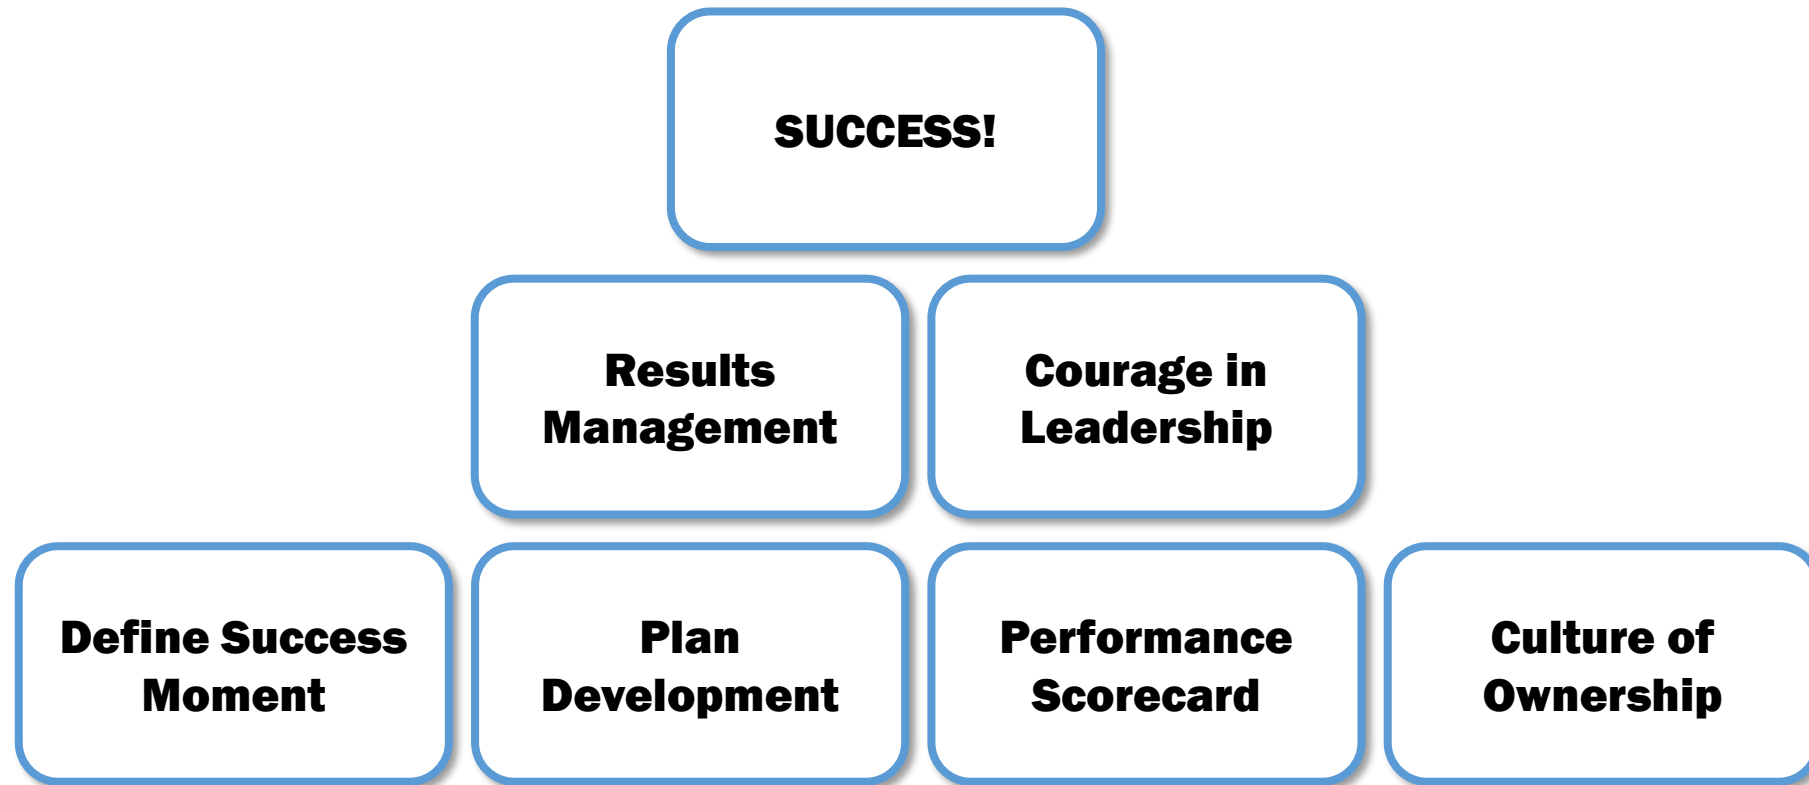 SUCCESS!
Results
Management
Courage in
Leadership
Define Success
Moment
Plan
Development
Performance
Scorecard
Culture of
Ownership